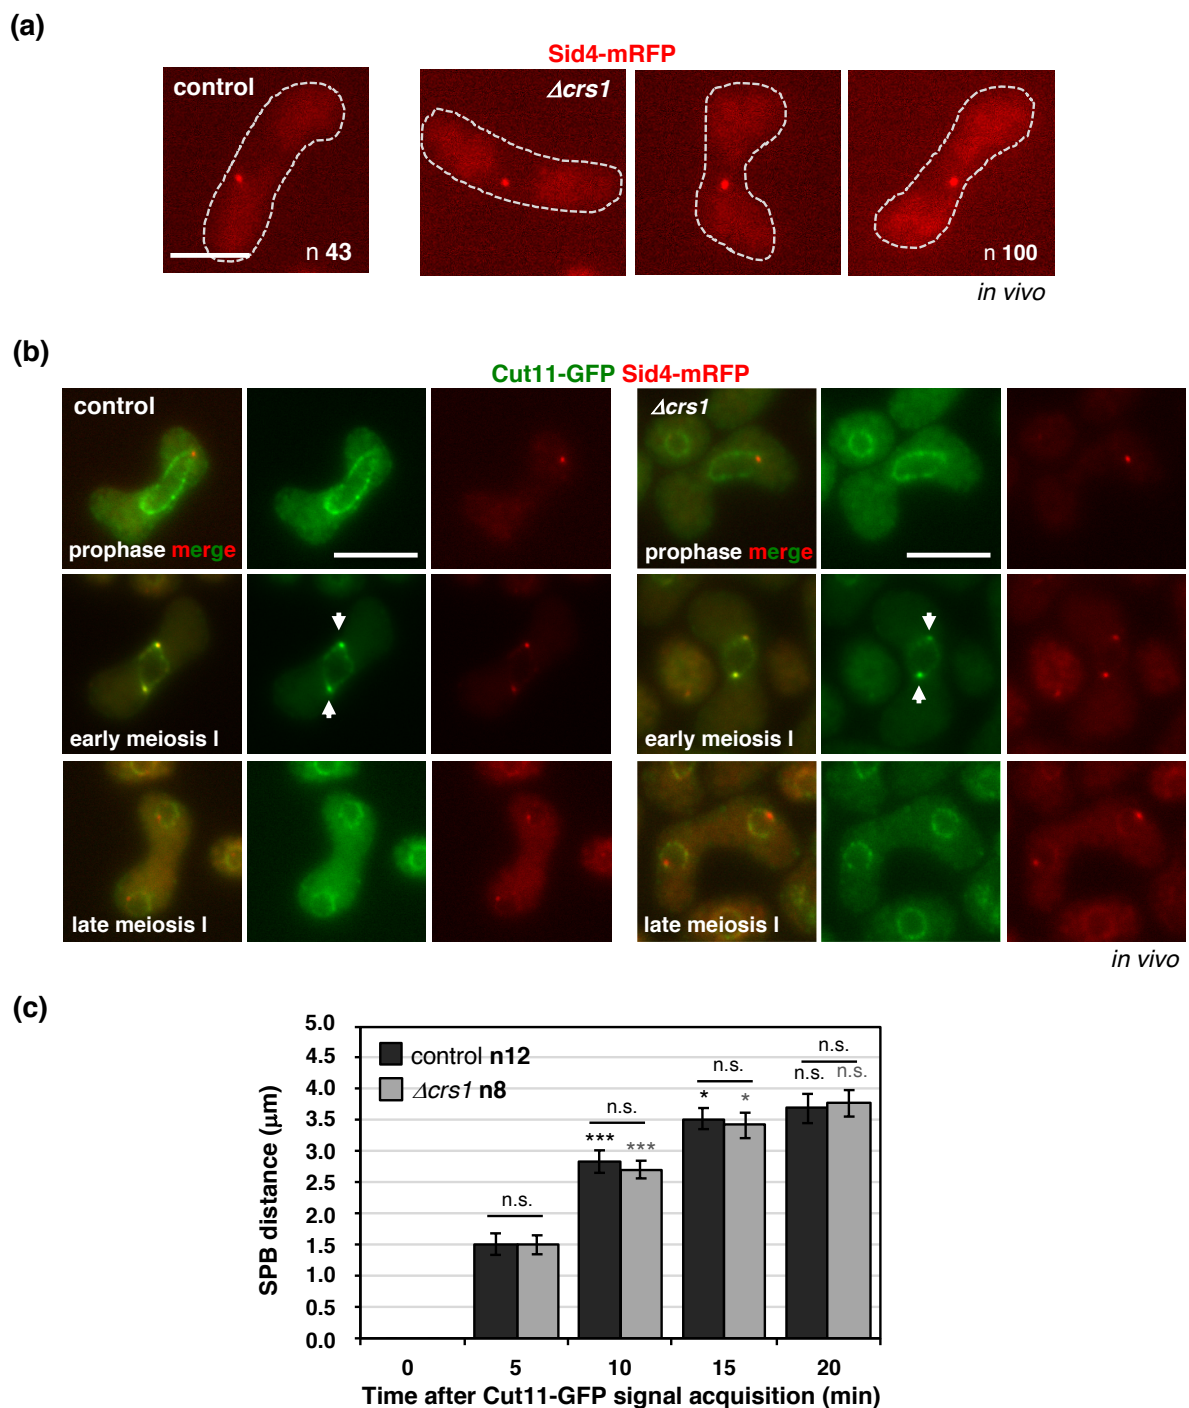 (a)
Sid4-mRFP
control
Δcrs1
n 43
n 100
in vivo
(b)
Cut11-GFP Sid4-mRFP
control
Δcrs1
prophase merge
prophase merge
early meiosis I
early meiosis I
late meiosis I
late meiosis I
in vivo
(c)
SPB distance (µm)
5.0
4.5
4.0
3.5
3.0
2.5
2.0
1.5
1.0
0.5
0.0
control n12
Δcrs1 n8
n.s.
n.s.
*** ***
n.s.
* *
n.s.
n.s. n.s.
0 5 10 15 20
Time after Cut11-GFP signal acquisition (min)